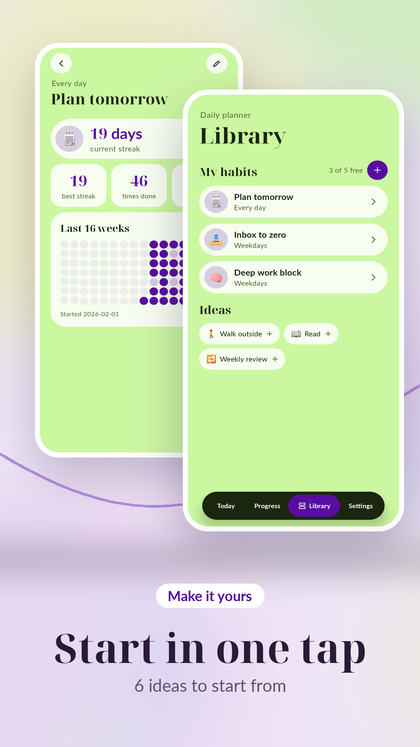 Every day
Plan tomorrow
19 days
current streak
19
best streak
46
times done
Last 16 weeks
Started 2026-02-01
Daily planner
Library
My habits
3 of 5 free
+
Plan tomorrow
Every day
Inbox to zero
Weekdays
Deep work block
Weekdays
Ideas
Walk outside +
Read +
Weekly review +
Today
Progress
Library
Settings
Make it yours
Start in one tap
6 ideas to start from